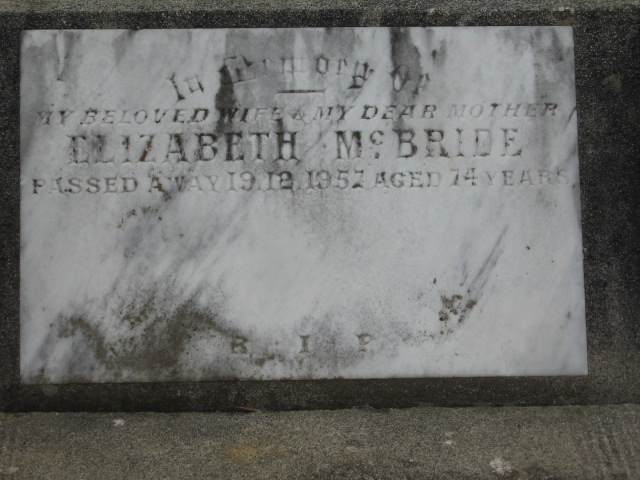 In Memory Of
MY BELOVED WIFE & MY DEAR MOTHER
ELIZABETH McBRIDE
PASSED AWAY 19.12.1957 AGED 74 YEARS
R I P